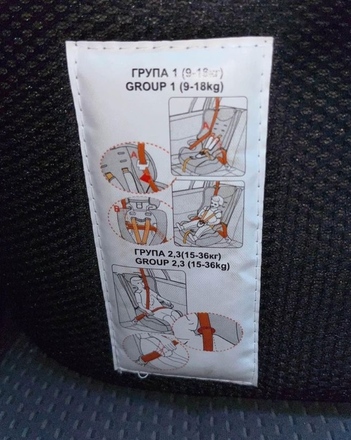 ГРУПА 1 (9-18кг)
GROUP 1 (9-18kg)
A
A
B
ГРУПА 2,3(15-36кг)
GROUP 2,3 (15-36kg)